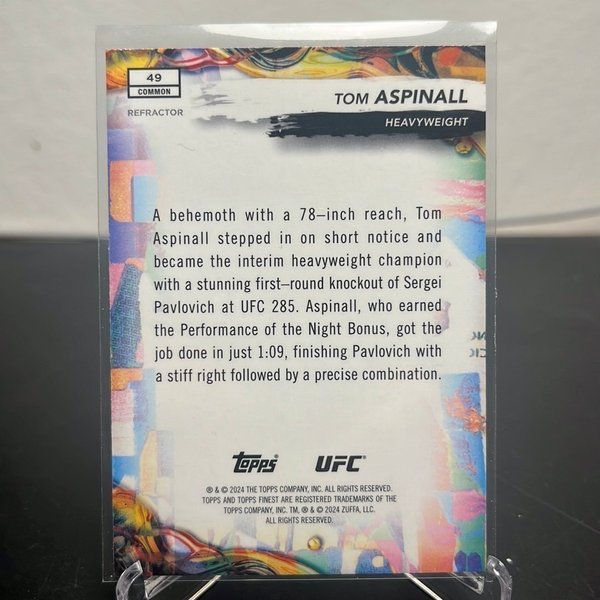 49
COMMON
REFRACTOR
TOM ASPINALL
HEAVYWEIGHT
A behemoth with a 78–inch reach, Tom
Aspinall stepped in on short notice and
became the interim heavyweight champion
with a stunning first–round knockout of Sergei
Pavlovich at UFC 285. Aspinall, who earned
the Performance of the Night Bonus, got the
job done in just 1:09, finishing Pavlovich with
a stiff right followed by a precise combination.
Topps UFC®
® & © 2024 THE TOPPS COMPANY, INC. ALL RIGHTS RESERVED.
TOPPS AND TOPPS FINEST ARE REGISTERED TRADEMARKS OF THE
TOPPS COMPANY, INC. TM, ® & © 2024 ZUFFA, LLC.
ALL RIGHTS RESERVED.